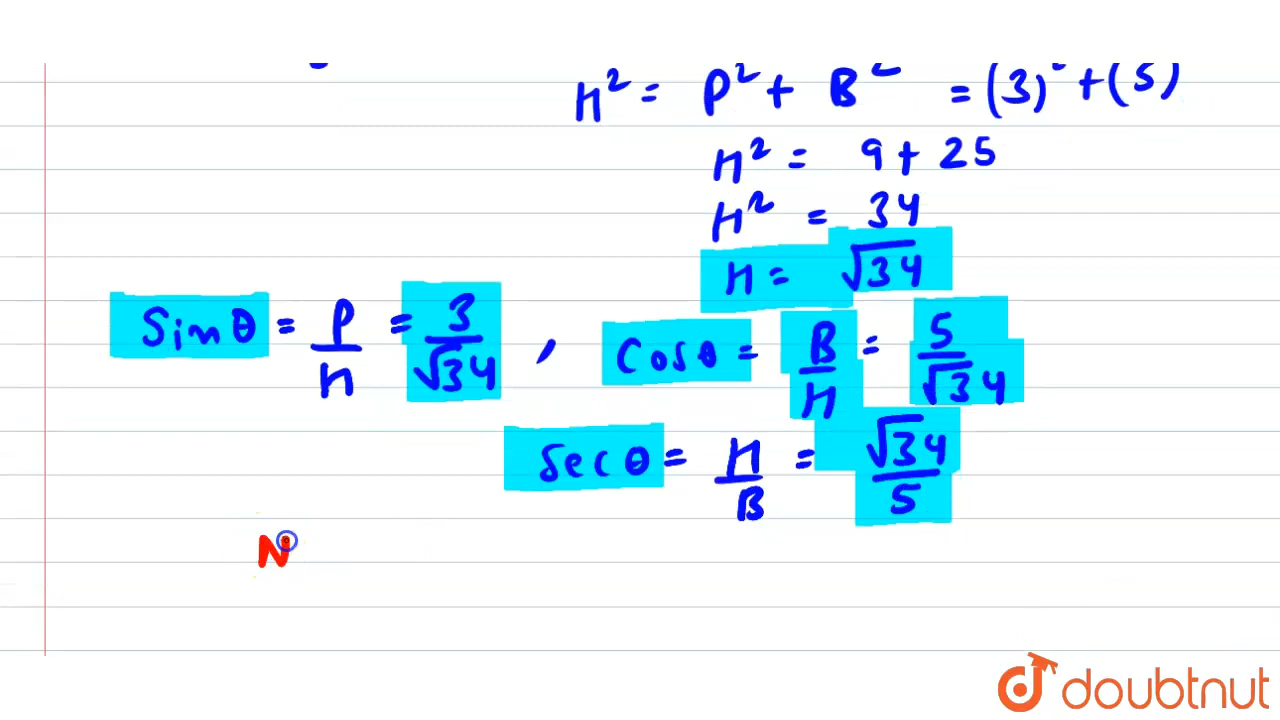 H² = P² + B² = (3)² + (5)
H² = 9 + 25
H² = 34
H = √34
Sinθ = P/H = 3/√34 , Cosθ = B/H = 5/√34
Secθ = H/B = √34/5
N
doubtnut